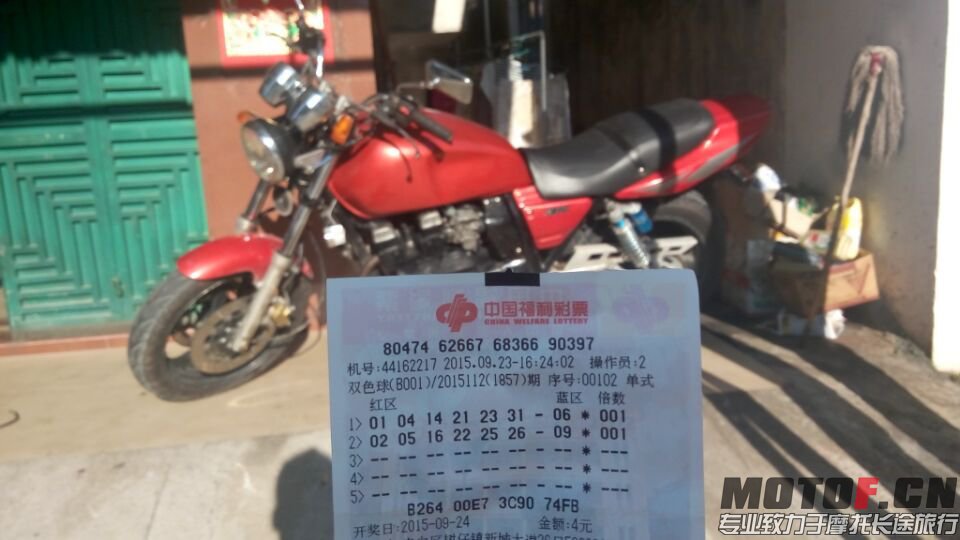 中国福利彩票
CHINA WELFARE LOTTERY
80474 62667 68366 90397
机号:44162217 2015.09.23-16:24:02 操作员:2
双色球(B001)/2015112(1857)期 序号:00102 单式
红区 蓝区 倍数
1> 01 04 14 21 23 31 - 06 * 001
2> 02 05 16 22 25 26 - 09 * 001
3> -- -- -- -- -- -- - -- * ---
4> -- -- -- -- -- -- - -- * ---
5> -- -- -- -- -- -- - -- * ---
B264 00E7 3C90 74FB
开奖日:2015-09-24 金额:4元
MOTOF.CN
专业致力于摩托长途旅行